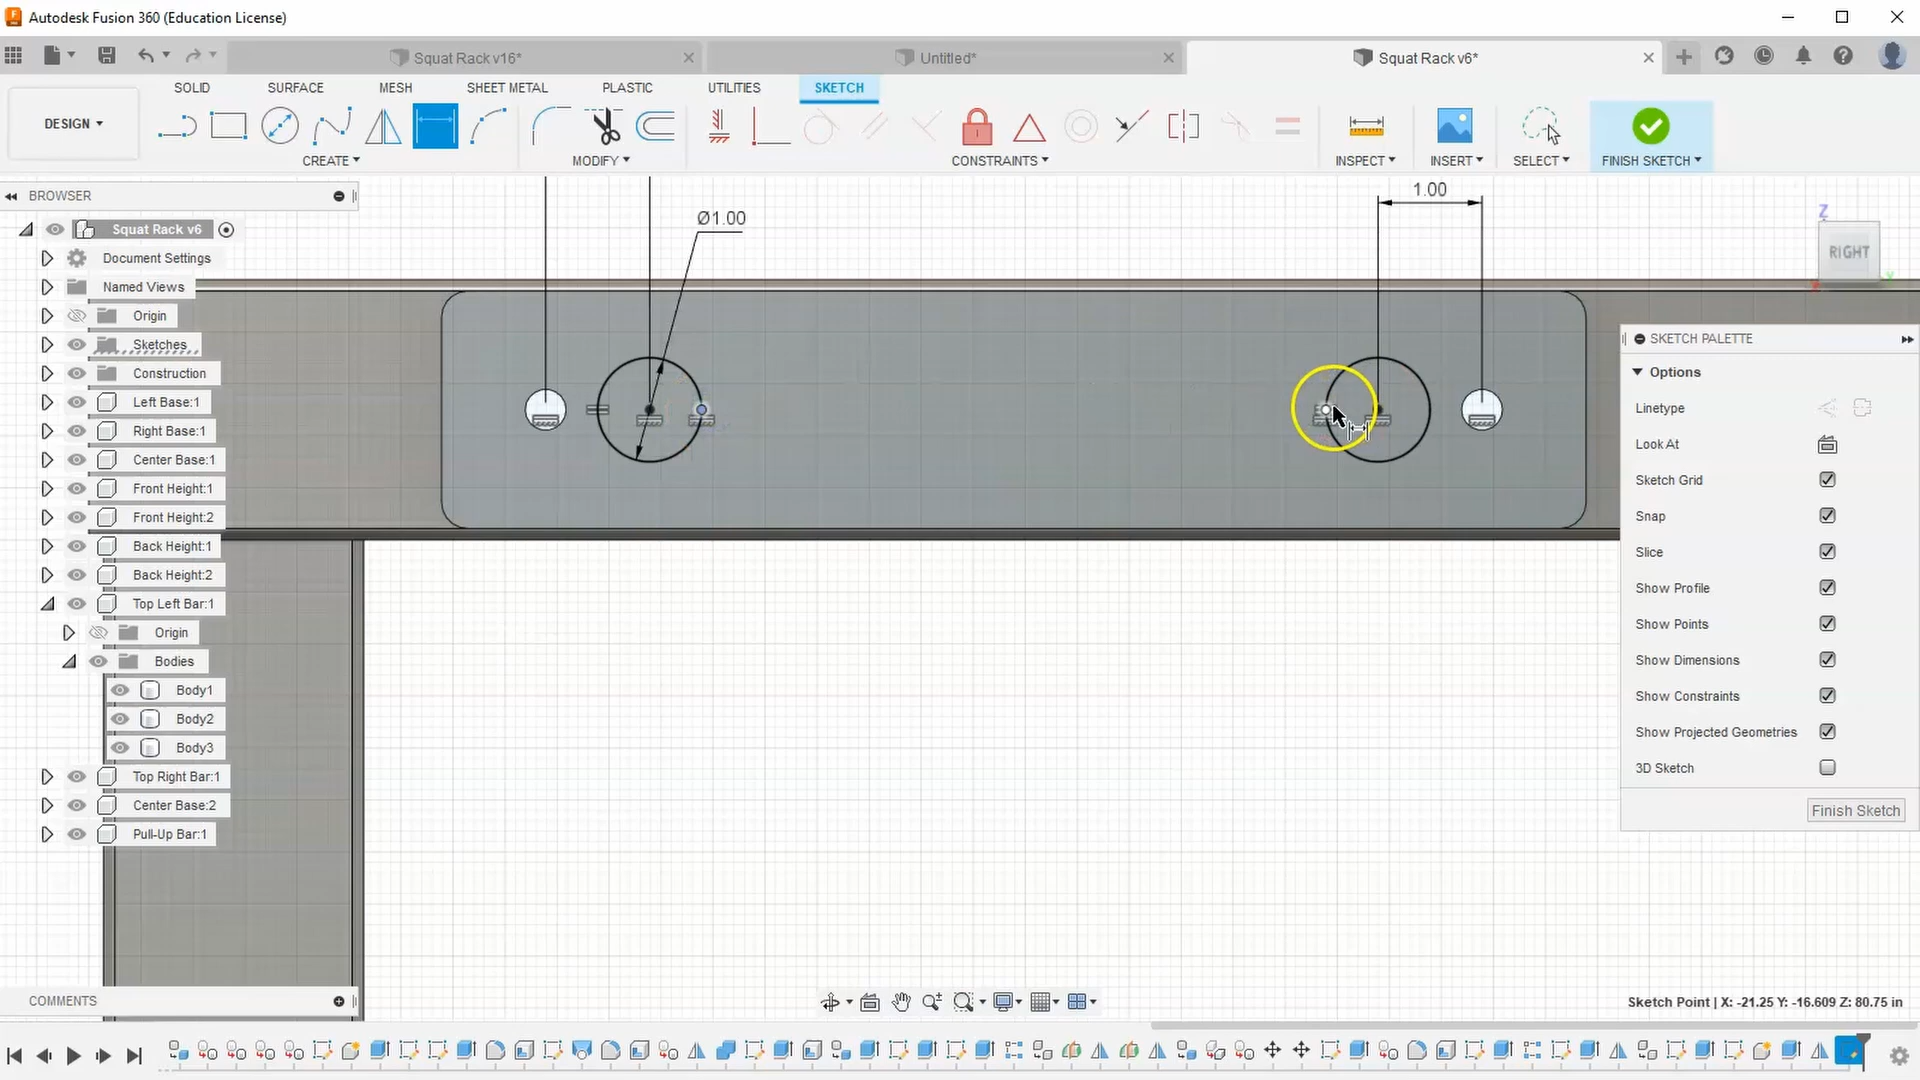 Autodesk Fusion 360 (Education License)
Squat Rack v16*
Untitled*
Squat Rack v6*
SOLID
SURFACE
MESH
SHEET METAL
PLASTIC
UTILITIES
SKETCH
DESIGN
CREATE
MODIFY
CONSTRAINTS
INSPECT
INSERT
SELECT
FINISH SKETCH
BROWSER
Squat Rack v6
Document Settings
Named Views
Origin
Sketches
Construction
Left Base:1
Right Base:1
Center Base:1
Front Height:1
Front Height:2
Back Height:1
Back Height:2
Top Left Bar:1
Origin
Bodies
Body1
Body2
Body3
Top Right Bar:1
Center Base:2
Pull-Up Bar:1
Ø1.00
1.00
Z
RIGHT
Y
SKETCH PALETTE
Options
Linetype
Look At
Sketch Grid
Snap
Slice
Show Profile
Show Points
Show Dimensions
Show Constraints
Show Projected Geometries
3D Sketch
Finish Sketch
COMMENTS
Sketch Point | X: -21.25 Y: -16.609 Z: 80.75 in